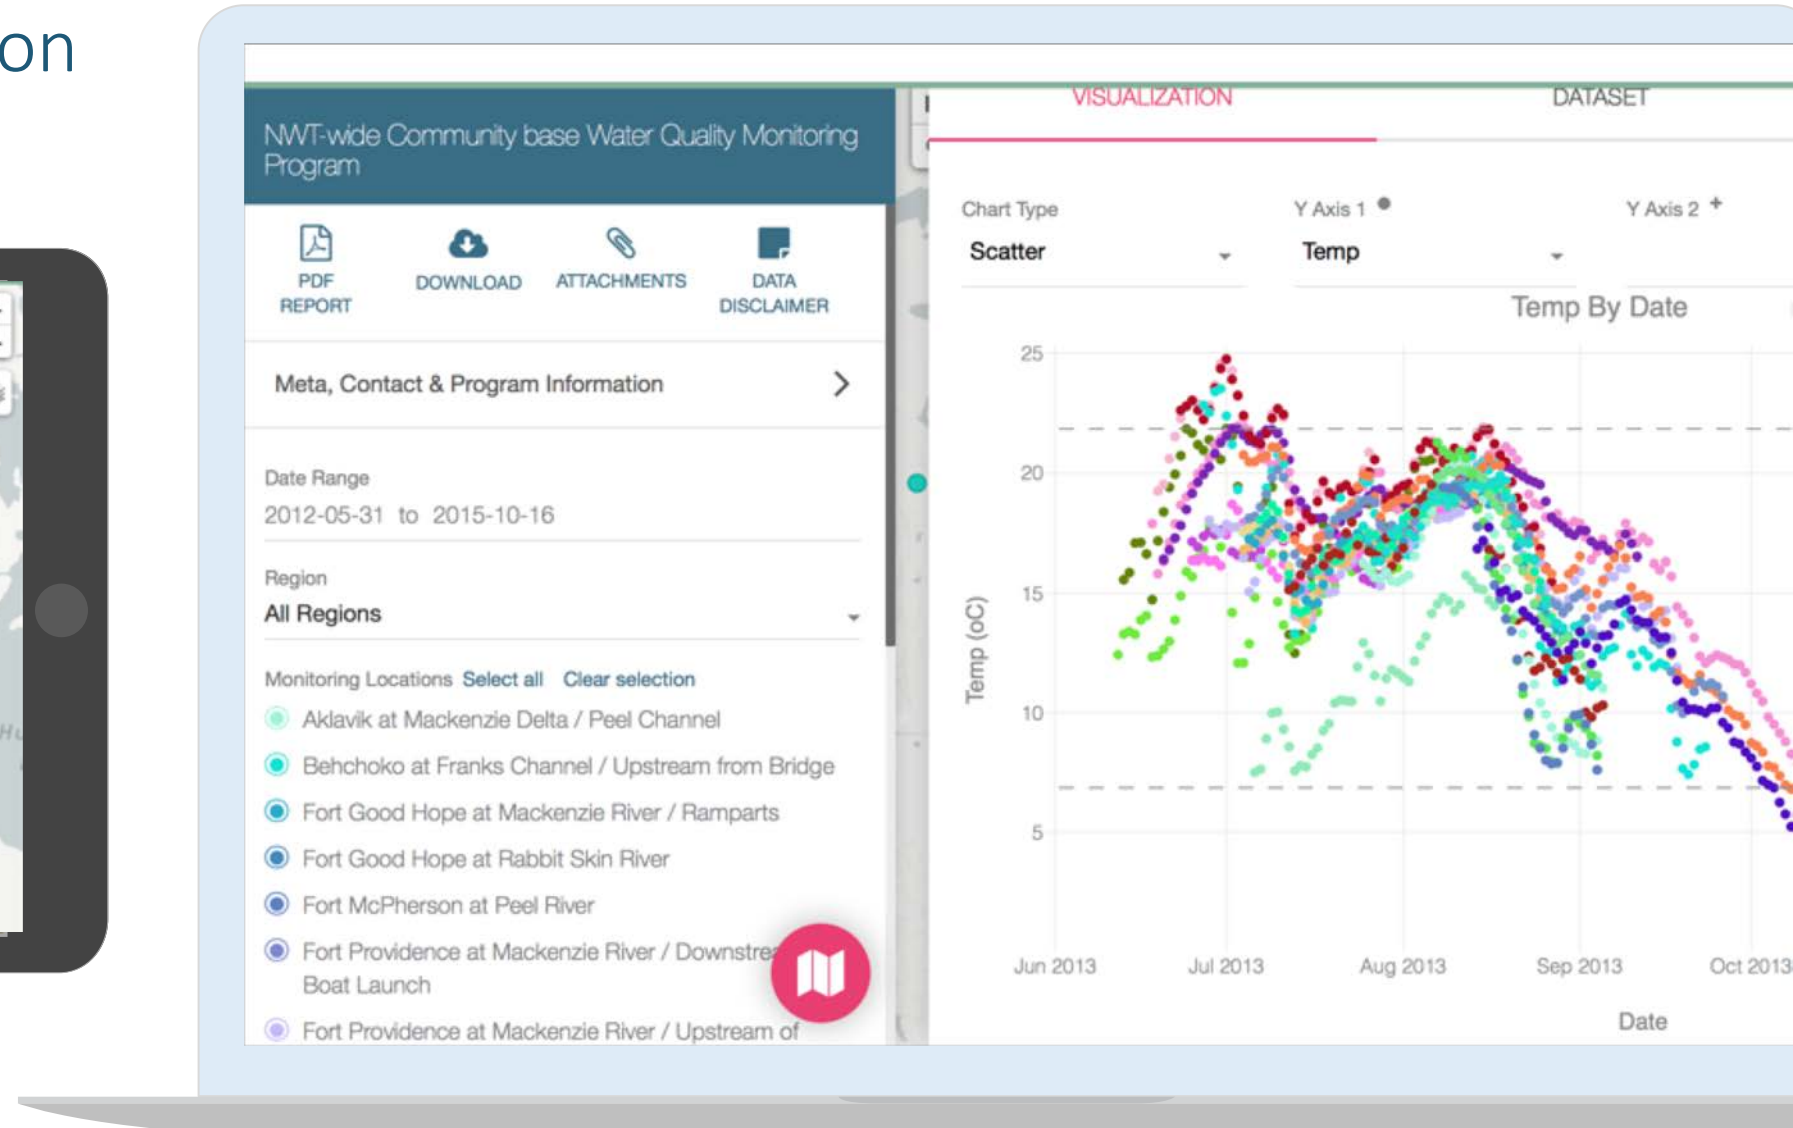 on
NWT-wide Community base Water Quality Monitoring
Program
PDF
REPORT
DOWNLOAD
ATTACHMENTS
DATA
DISCLAIMER
Meta, Contact & Program Information
Date Range
2012-05-31 to 2015-10-16
Region
All Regions
Monitoring Locations Select all Clear selection
Aklavik at Mackenzie Delta / Peel Channel
Behchoko at Franks Channel / Upstream from Bridge
Fort Good Hope at Mackenzie River / Ramparts
Fort Good Hope at Rabbit Skin River
Fort McPherson at Peel River
Fort Providence at Mackenzie River / Downstrea
Boat Launch
Fort Providence at Mackenzie River / Upstream of
VISUALIZATION DATASET
Chart Type Y Axis 1 Y Axis 2 +
Scatter Temp
Temp By Date
25
20
15
10
5
Temp (oC)
Jun 2013 Jul 2013 Aug 2013 Sep 2013 Oct 2013
Date